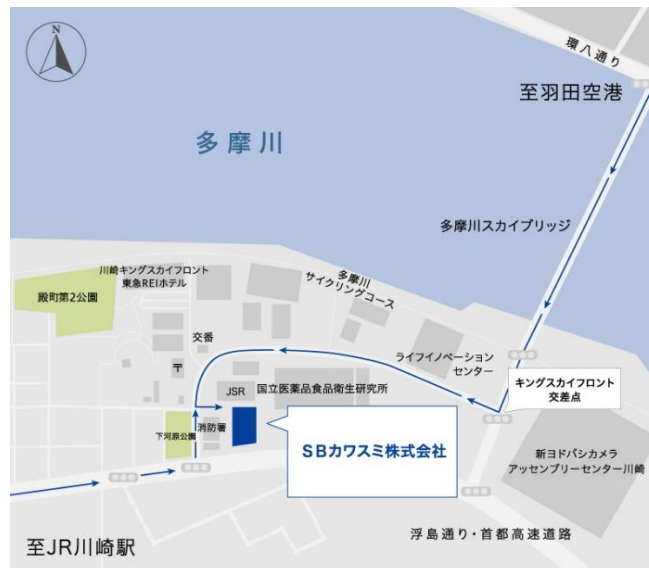 N
環八通り
至羽田空港
多摩川
多摩川スカイブリッジ
川崎キングスカイフロント
東急REIホテル
多摩川
サイクリングコース
殿町第2公園
交番
〒
ライフイノベーション
センター
キングスカイフロント
交差点
JSR
国立医薬品食品衛生研究所
下河原公園
消防署
SBカワスミ株式会社
新ヨドバシカメラ
アッセンブリーセンター川崎
浮島通り・首都高速道路
至JR川崎駅